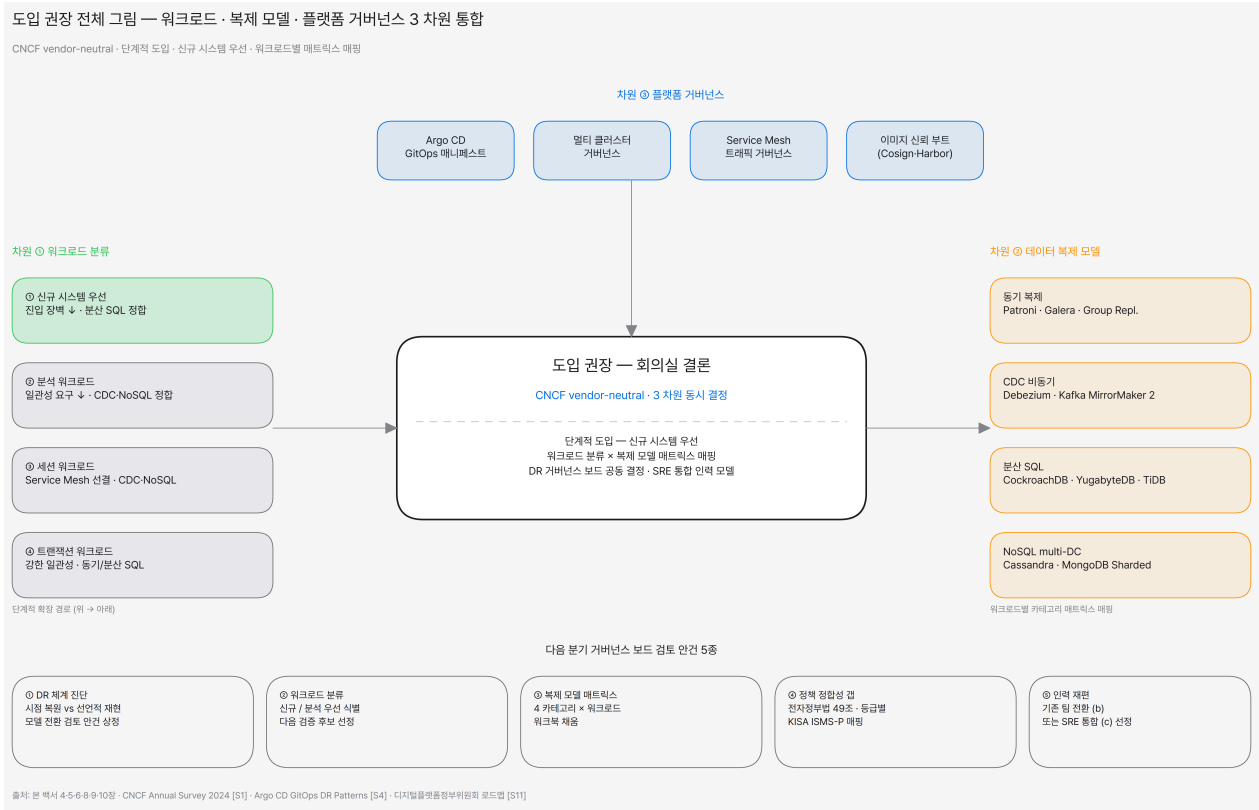 도입 권장 전체 그림 — 워크로드 · 복제 모델 · 플랫폼 거버넌스 3 차원 통합
CNCF vendor-neutral · 단계적 도입 · 신규 시스템 우선 · 워크로드별 매트릭스 매핑
차원 ③ 플랫폼 거버넌스
Argo CD
GitOps 매니페스트
멀티 클러스터
거버넌스
Service Mesh
트래픽 거버넌스
이미지 신뢰 부트
(Cosign·Harbor)
차원 ① 워크로드 분류
① 신규 시스템 우선
진입 장벽 ↓ · 분산 SQL 정합
② 분석 워크로드
일관성 요구 ↓ · CDC·NoSQL 정합
③ 세션 워크로드
Service Mesh 선결 · CDC·NoSQL
④ 트랜잭션 워크로드
강한 일관성 · 동기/분산 SQL
단계적 확장 경로 (위 → 아래)
도입 권장 — 회의실 결론
CNCF vendor-neutral · 3 차원 동시 결정
단계적 도입 — 신규 시스템 우선
워크로드 분류 × 복제 모델 매트릭스 매핑
DR 거버넌스 보드 공동 결정 · SRE 통합 인력 모델
차원 ② 데이터 복제 모델
동기 복제
Patroni · Galera · Group Repl.
CDC 비동기
Debezium · Kafka MirrorMaker 2
분산 SQL
CockroachDB · YugabyteDB · TiDB
NoSQL multi-DC
Cassandra · MongoDB Sharded
워크로드별 카테고리 매트릭스 매핑
다음 분기 거버넌스 보드 검토 안건 5종
① DR 체계 진단
시점 복원 vs 선언적 재현
모델 전환 검토 안건 상정
② 워크로드 분류
신규 / 분석 우선 식별
다음 검증 후보 선정
③ 복제 모델 매트릭스
4 카테고리 × 워크로드
워크북 채움
④ 정책 정합성 갭
전자정부법 49조 · 등급별
KISA ISMS-P 매핑
⑤ 인력 재편
기존 팀 전환 (b)
또는 SRE 통합 (c) 선정
출처: 본 백서 4·5·6·8·9·10장 · CNCF Annual Survey 2024 [S1] · Argo CD GitOps DR Patterns [S4] · 디지털플랫폼정부위원회 로드맵 [S11]